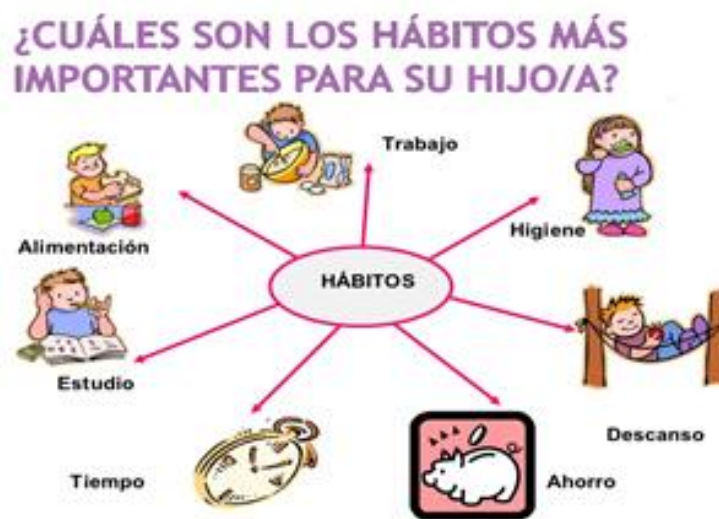 ¿CUÁLES SON LOS HÁBITOS MÁS
IMPORTANTES PARA SU HIJO/A?
Trabajo
Higiene
Alimentación
HÁBITOS
Estudio
Descanso
Tiempo
Ahorro